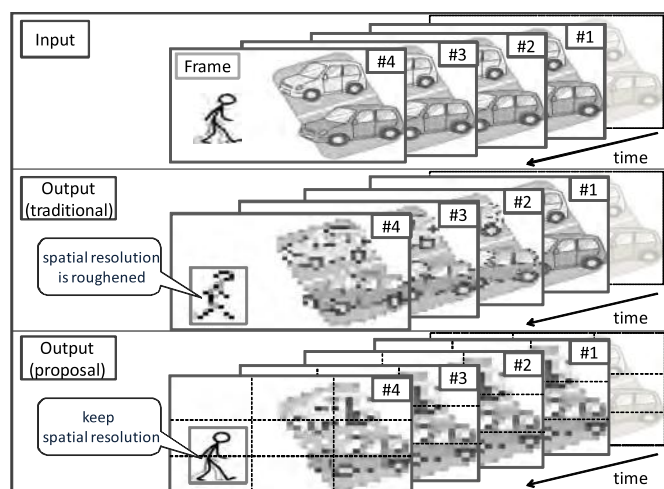 Input
Frame
#4
#3
#2
#1
time
Output
(traditional)
spatial resolution
is roughened
#4
#3
#2
#1
time
Output
(proposal)
keep
spatial resolution
#4
#3
#2
#1
time